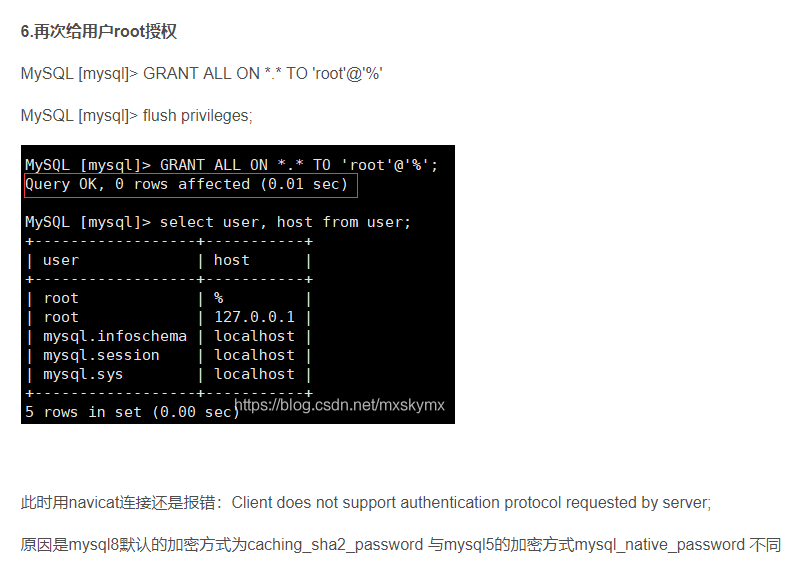 6.再次给用户root授权
MySQL [mysql]> GRANT ALL ON *.* TO 'root'@'%'
MySQL [mysql]> flush privileges;
MySQL [mysql]> GRANT ALL ON *.* TO 'root'@'%';
Query OK, 0 rows affected (0.01 sec)
MySQL [mysql]> select user, host from user;
+------------------+-----------+
| user             | host      |
+------------------+-----------+
| root             | %         |
| root             | 127.0.0.1 |
| mysql.infoschema | localhost |
| mysql.session    | localhost |
| mysql.sys        | localhost |
+------------------+-----------+
5 rows in set (0.00 sec)
https://blog.csdn.net/mxskymx
此时用navicat连接还是报错：Client does not support authentication protocol requested by server;
原因是mysql8默认的加密方式为caching_sha2_password 与mysql5的加密方式mysql_native_password 不同